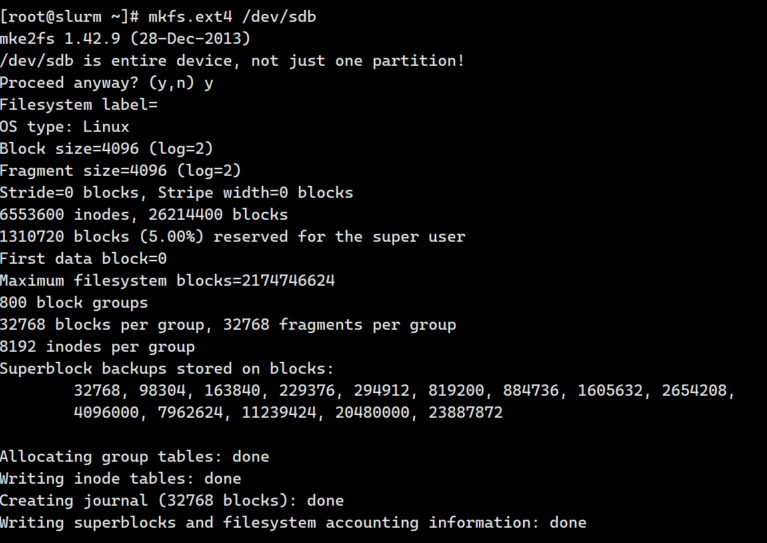 [root@slurm ~]# mkfs.ext4 /dev/sdb
mke2fs 1.42.9 (28-Dec-2013)
/dev/sdb is entire device, not just one partition!
Proceed anyway? (y,n) y
Filesystem label=
OS type: Linux
Block size=4096 (log=2)
Fragment size=4096 (log=2)
Stride=0 blocks, Stripe width=0 blocks
6553600 inodes, 26214400 blocks
1310720 blocks (5.00%) reserved for the super user
First data block=0
Maximum filesystem blocks=2174746624
800 block groups
32768 blocks per group, 32768 fragments per group
8192 inodes per group
Superblock backups stored on blocks:
        32768, 98304, 163840, 229376, 294912, 819200, 884736, 1605632, 2654208,
        4096000, 7962624, 11239424, 20480000, 23887872

Allocating group tables: done
Writing inode tables: done
Creating journal (32768 blocks): done
Writing superblocks and filesystem accounting information: done